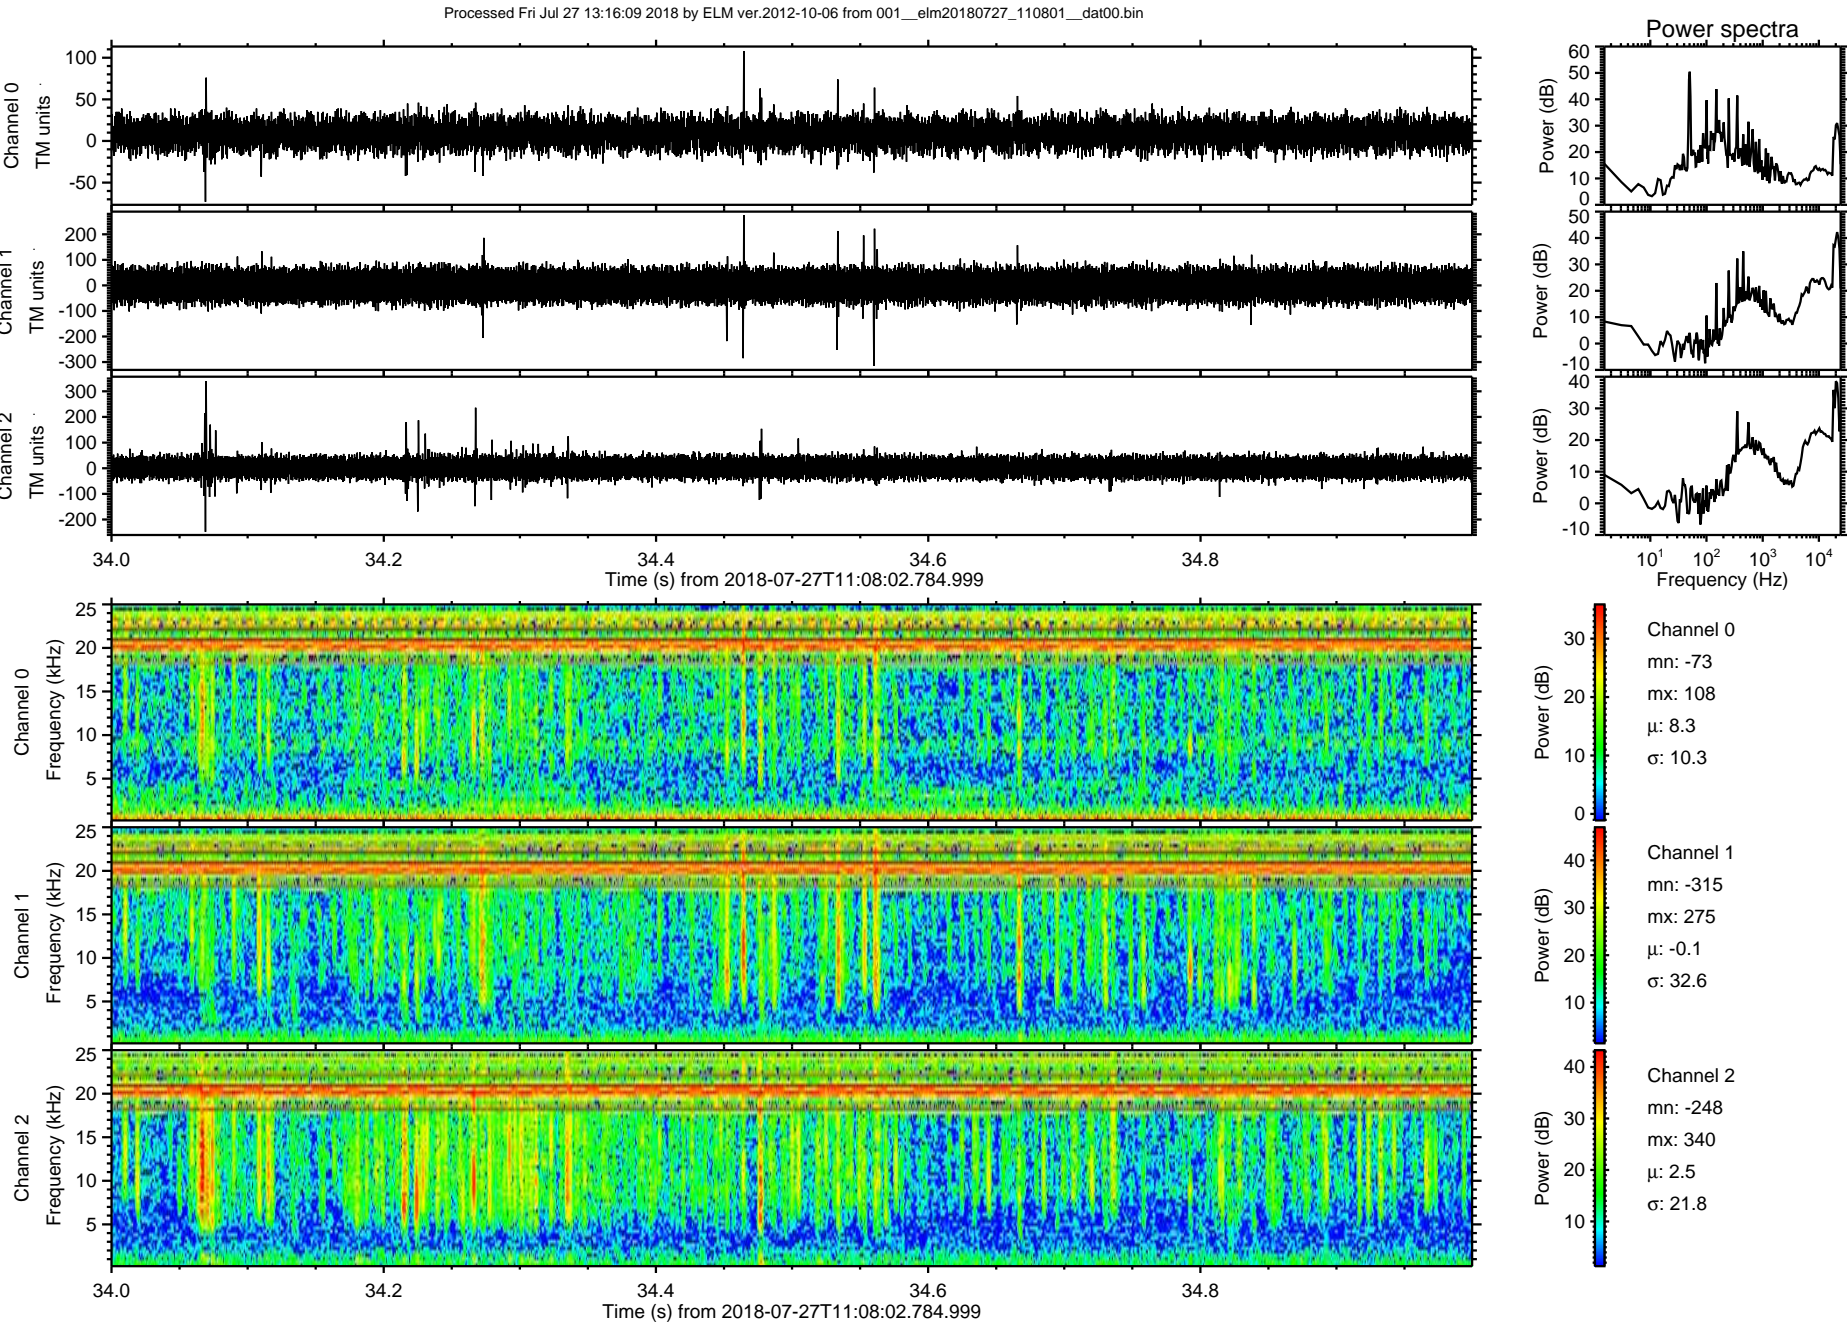 Processed Fri Jul 27 13:16:09 2018 by ELM ver.2012-10-06 from 001__elm20180727_110801__dat00.bin
Power spectra
Channel 0
TM units
100
50
0
-50
Power (dB)
60
50
40
30
20
10
0
Channel 1
TM units
200
100
0
-100
-200
-300
Power (dB)
50
40
30
20
10
0
-10
Channel 2
TM units
300
200
100
0
-100
-200
Power (dB)
40
30
20
10
0
-10
34.0 34.2 34.4 34.6 34.8
Time (s) from 2018-07-27T11:08:02.784.999
10¹ 10² 10³ 10⁴
Frequency (Hz)
Channel 0
Frequency (kHz)
25
20
15
10
5
Power (dB)
30
20
10
0
Channel 0
mn: -73
mx: 108
μ: 8.3
σ: 10.3
Channel 1
Frequency (kHz)
25
20
15
10
5
Power (dB)
40
30
20
10
Channel 1
mn: -315
mx: 275
μ: -0.1
σ: 32.6
Channel 2
Frequency (kHz)
25
20
15
10
5
Power (dB)
40
30
20
10
Channel 2
mn: -248
mx: 340
μ: 2.5
σ: 21.8
34.0 34.2 34.4 34.6 34.8
Time (s) from 2018-07-27T11:08:02.784.999